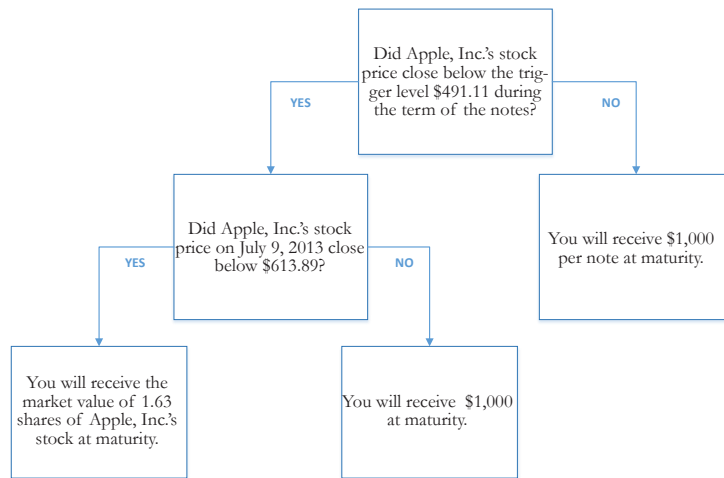 Did Apple, Inc.'s stock
price close below the trig-
ger level $491.11 during
the term of the notes?
YES
NO
Did Apple, Inc.'s stock
price on July 9, 2013 close
below $613.89?
You will receive $1,000
per note at maturity.
YES
NO
You will receive the
market value of 1.63
shares of Apple, Inc.'s
stock at maturity.
You will receive $1,000
at maturity.